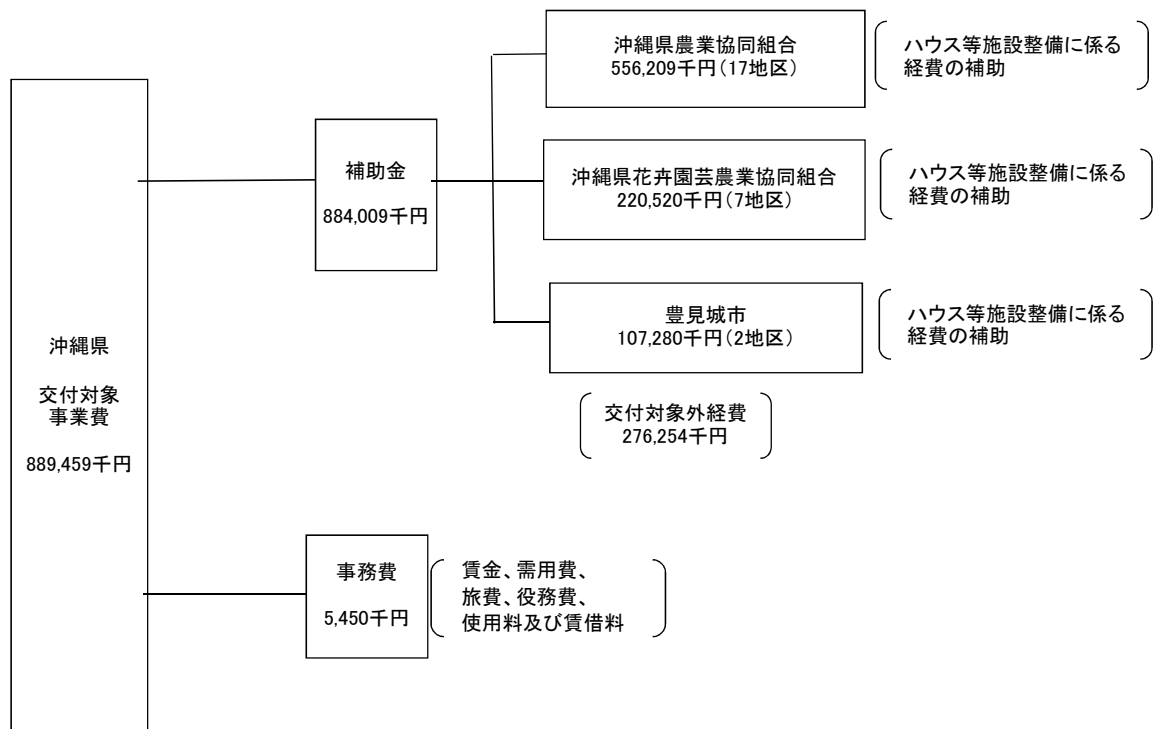 沖縄県
交付対象
事業費
889,459千円
補助金
884,009千円
沖縄県農業協同組合
556,209千円(17地区)
ハウス等施設整備に係る
経費の補助
沖縄県花卉園芸農業協同組合
220,520千円(7地区)
ハウス等施設整備に係る
経費の補助
豊見城市
107,280千円(2地区)
ハウス等施設整備に係る
経費の補助
交付対象外経費
276,254千円
事務費
5,450千円
賃金、需用費、
旅費、役務費、
使用料及び賃借料